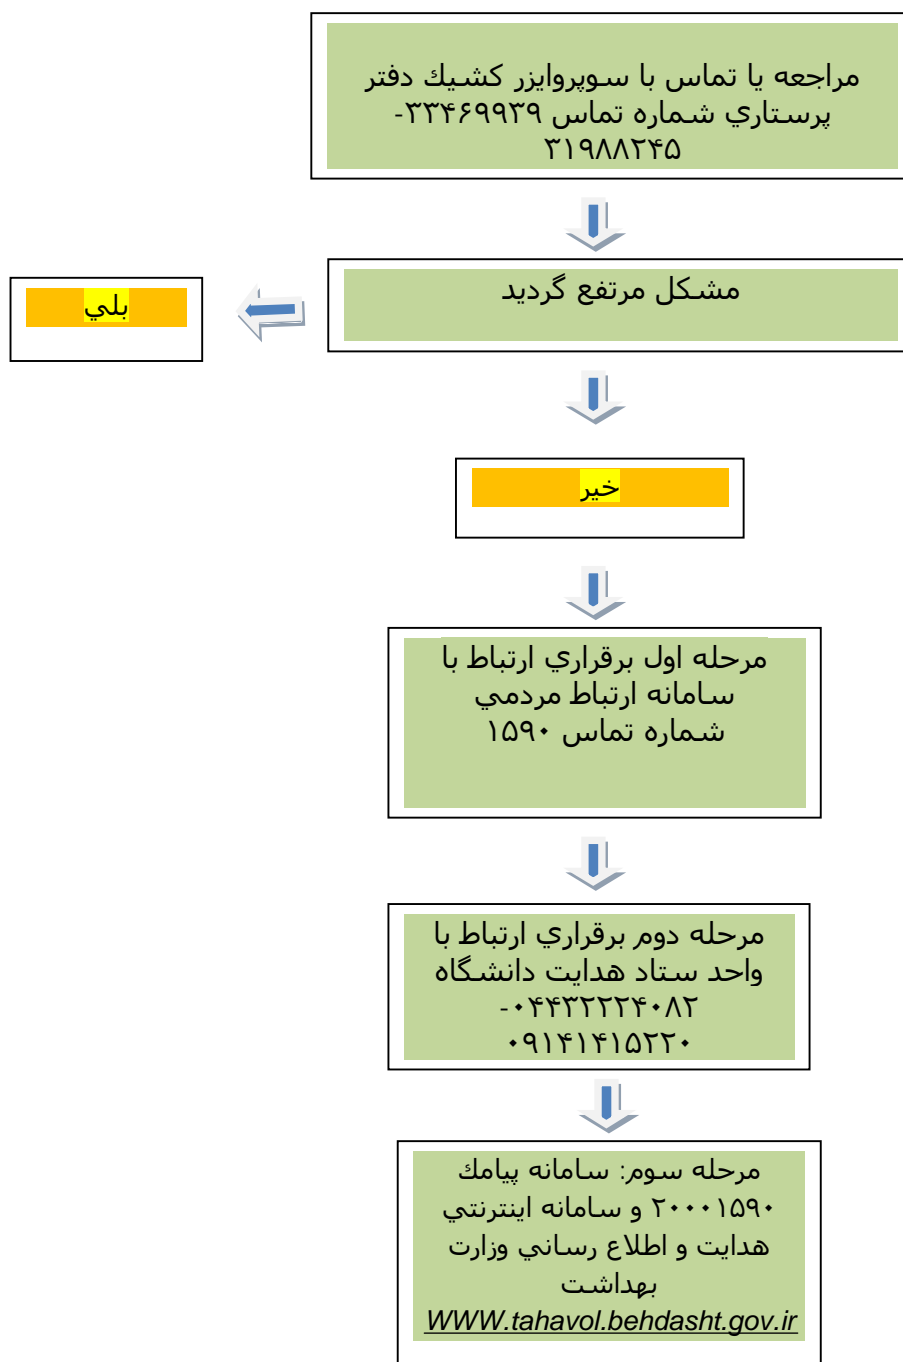 مراجعه يا تماس با سوپروايزر كشيك دفتر
پرستاري شماره تماس ۳۳۴۶۹۹۳۹-
۳۱۹۸۸۲۴۵
مشكل مرتفع گرديد
بلي
خير
مرحله اول برقراري ارتباط با
سامانه ارتباط مردمي
شماره تماس ۱۵۹۰
مرحله دوم برقراري ارتباط با
واحد ستاد هدايت دانشگاه
۰۴۴۳۲۲۲۴۰۸۲-
۰۹۱۴۱۴۱۵۲۲۰
مرحله سوم: سامانه پيامك
۲۰۰۰۱۵۹۰ و سامانه اينترنتي
هدايت و اطلاع رساني وزارت
بهداشت
WWW.tahavol.behdasht.gov.ir